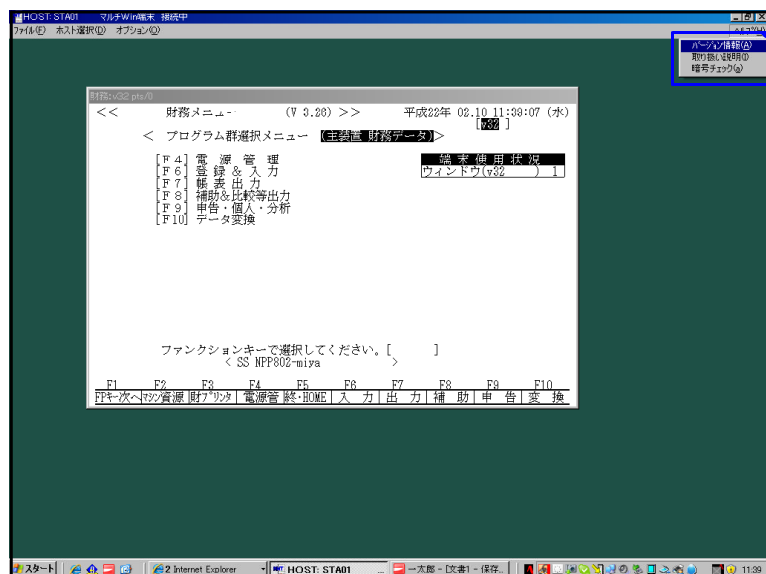 HOST: STA01 マルチWin端末 接続中
ファイル(F) ホスト選択(Q) オプション(O) ヘルプ(H)
バージョン情報(A)
取り扱い説明(I)
暗号チェック(a)
財務:v32 pts/0
<< 財務メニュー (V 3.26) >> 平成22年 02.10 11:39:07 (水)
[v32 ]
< プログラム群選択メニュー (主装置 財務データ)>
[F 4] 電 源 管 理
[F 6] 登 録 & 入 力
[F 7] 帳 表 出 力
[F 8] 補助&比較等出力
[F 9] 申告・個人・分析
[F10] データ変換
端 末 使 用 状 況
ウィンドウ(v32 ) 1
ファンクションキーで選択してください。[ ]
< SS NPP802-miya >
F1 F2 F3 F4 F5 F6 F7 F8 F9 F10
FPキー次へ マシン資源 財プリンタ 電源管 終・HOME 入 力 出 力 補 助 申 告 変 換
スタート 2 Internet Explorer HOST: STA01 ... 一太郎 - [文書1 - 保存... 11:39